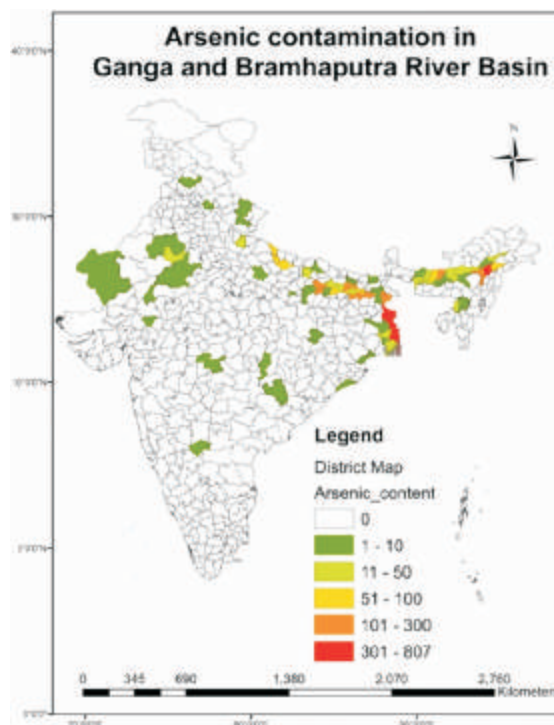 Arsenic contamination in
Ganga and Bramhaputra River Basin
N
Legend
District Map
Arsenic_content
0
1 - 10
11 - 50
51 - 100
101 - 300
301 - 807
0 345 690 1,380 2,070 2,760
Kilometers